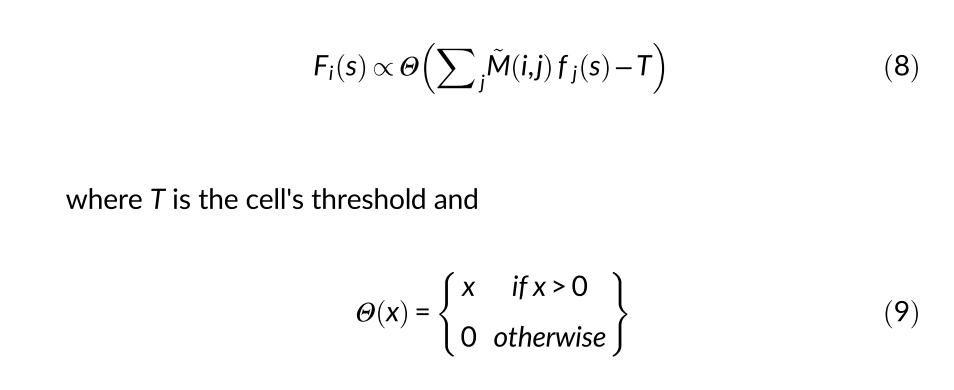 Fᵢ(s) ∝ Θ(∑ⱼ M̃(i,j) fⱼ(s) − T) (8)
where T is the cell's threshold and
Θ(x) = { x if x > 0 } (9)
0 otherwise